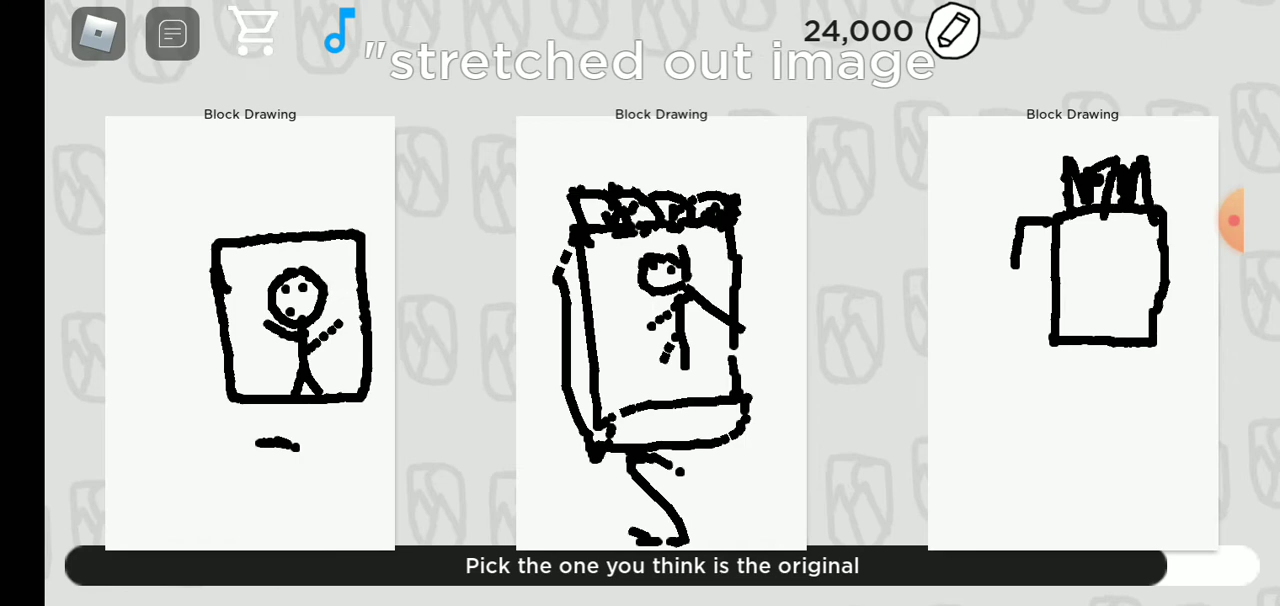 24,000
"stretched out image
Block Drawing
Block Drawing
Block Drawing
Pick the one you think is the original